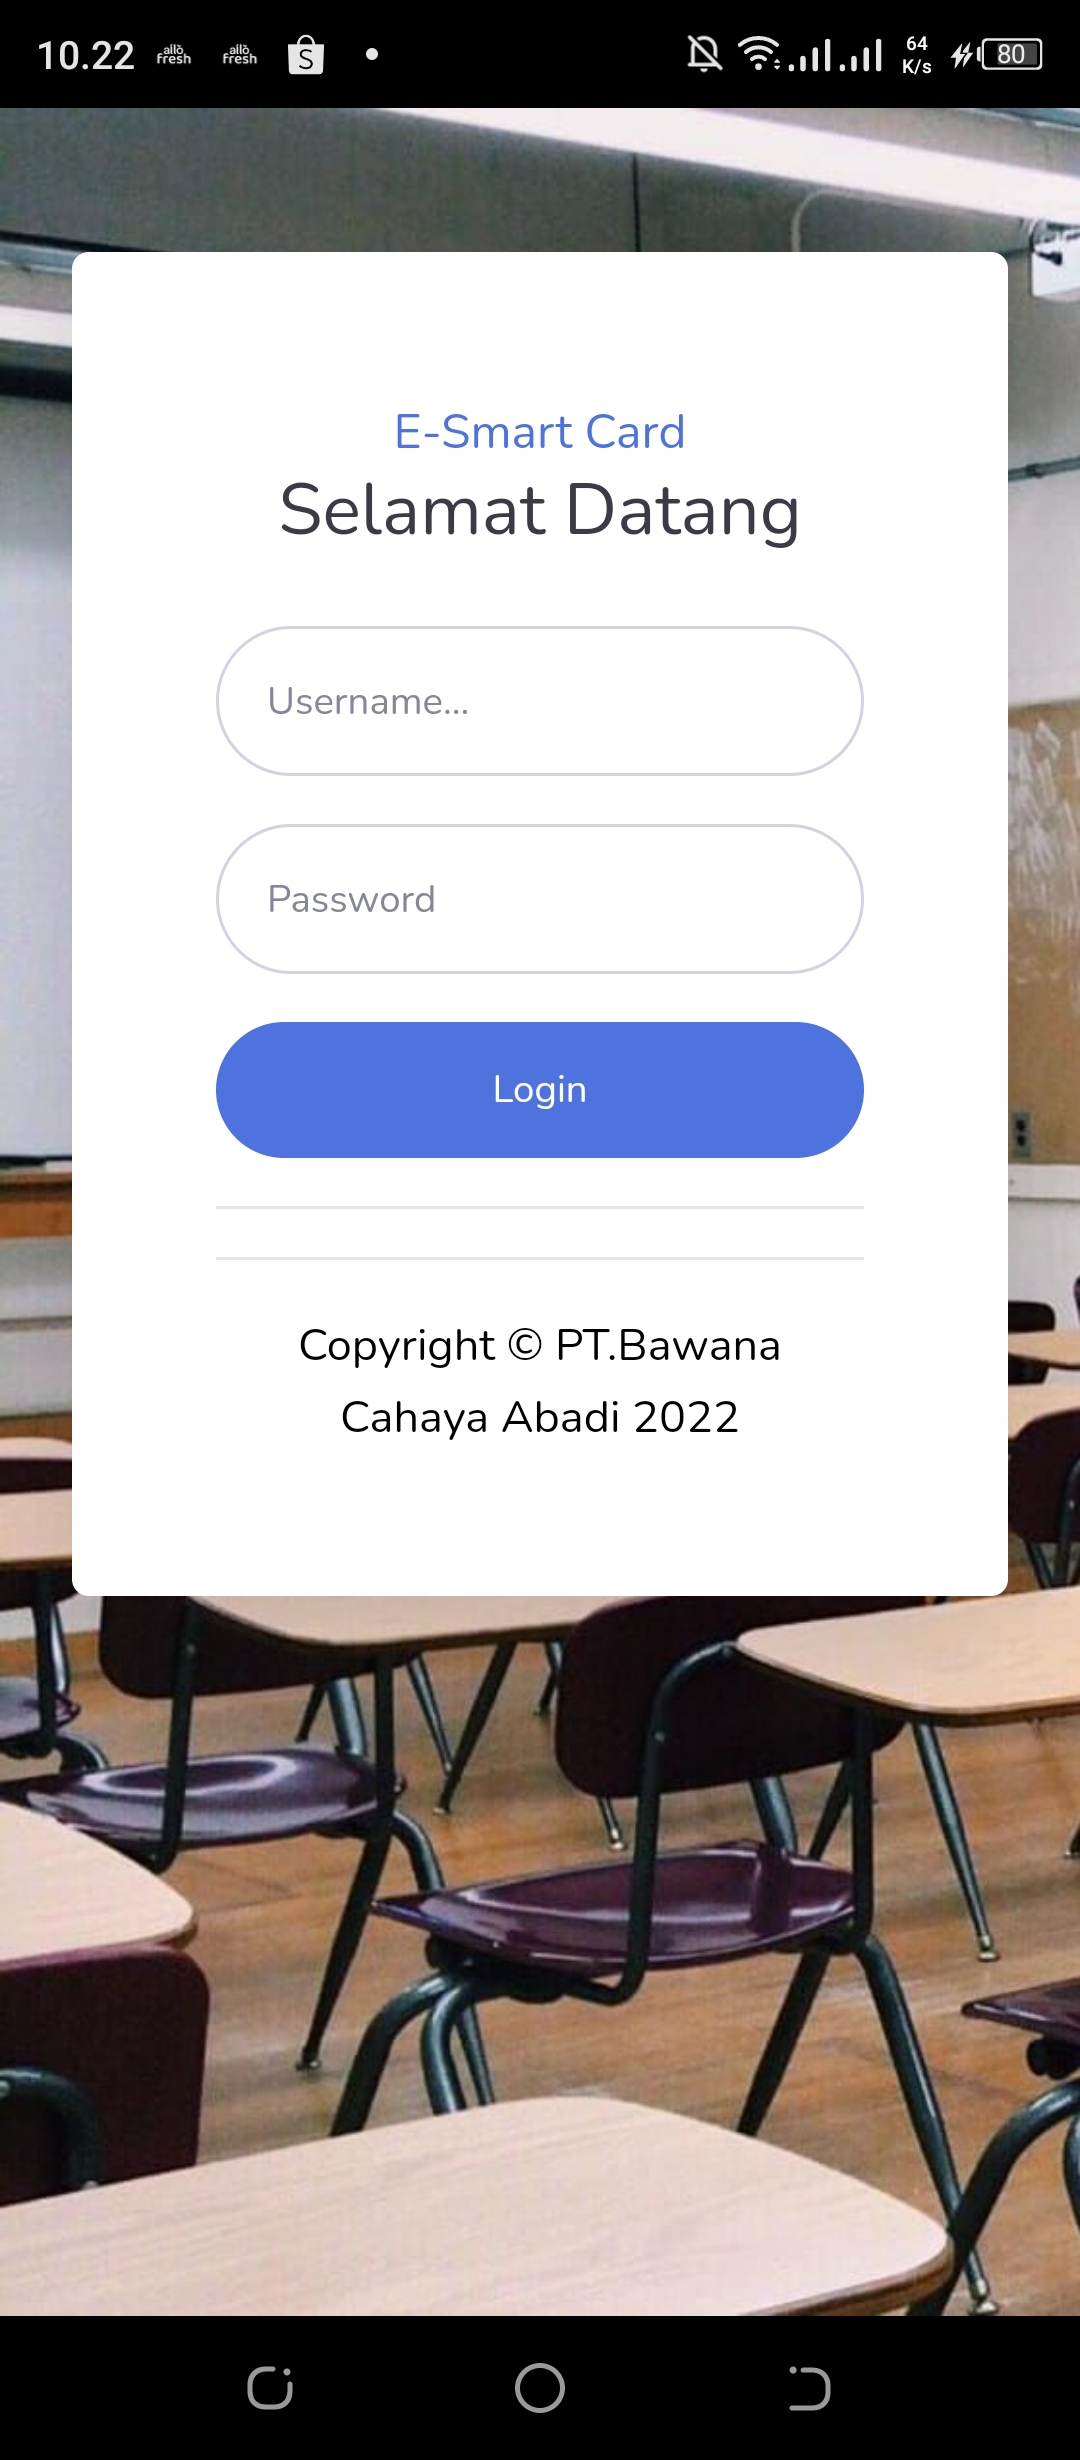 10.22 allo fresh allo fresh S 64 K/s 80
E-Smart Card
Selamat Datang
Username...
Password
Login
Copyright © PT.Bawana
Cahaya Abadi 2022